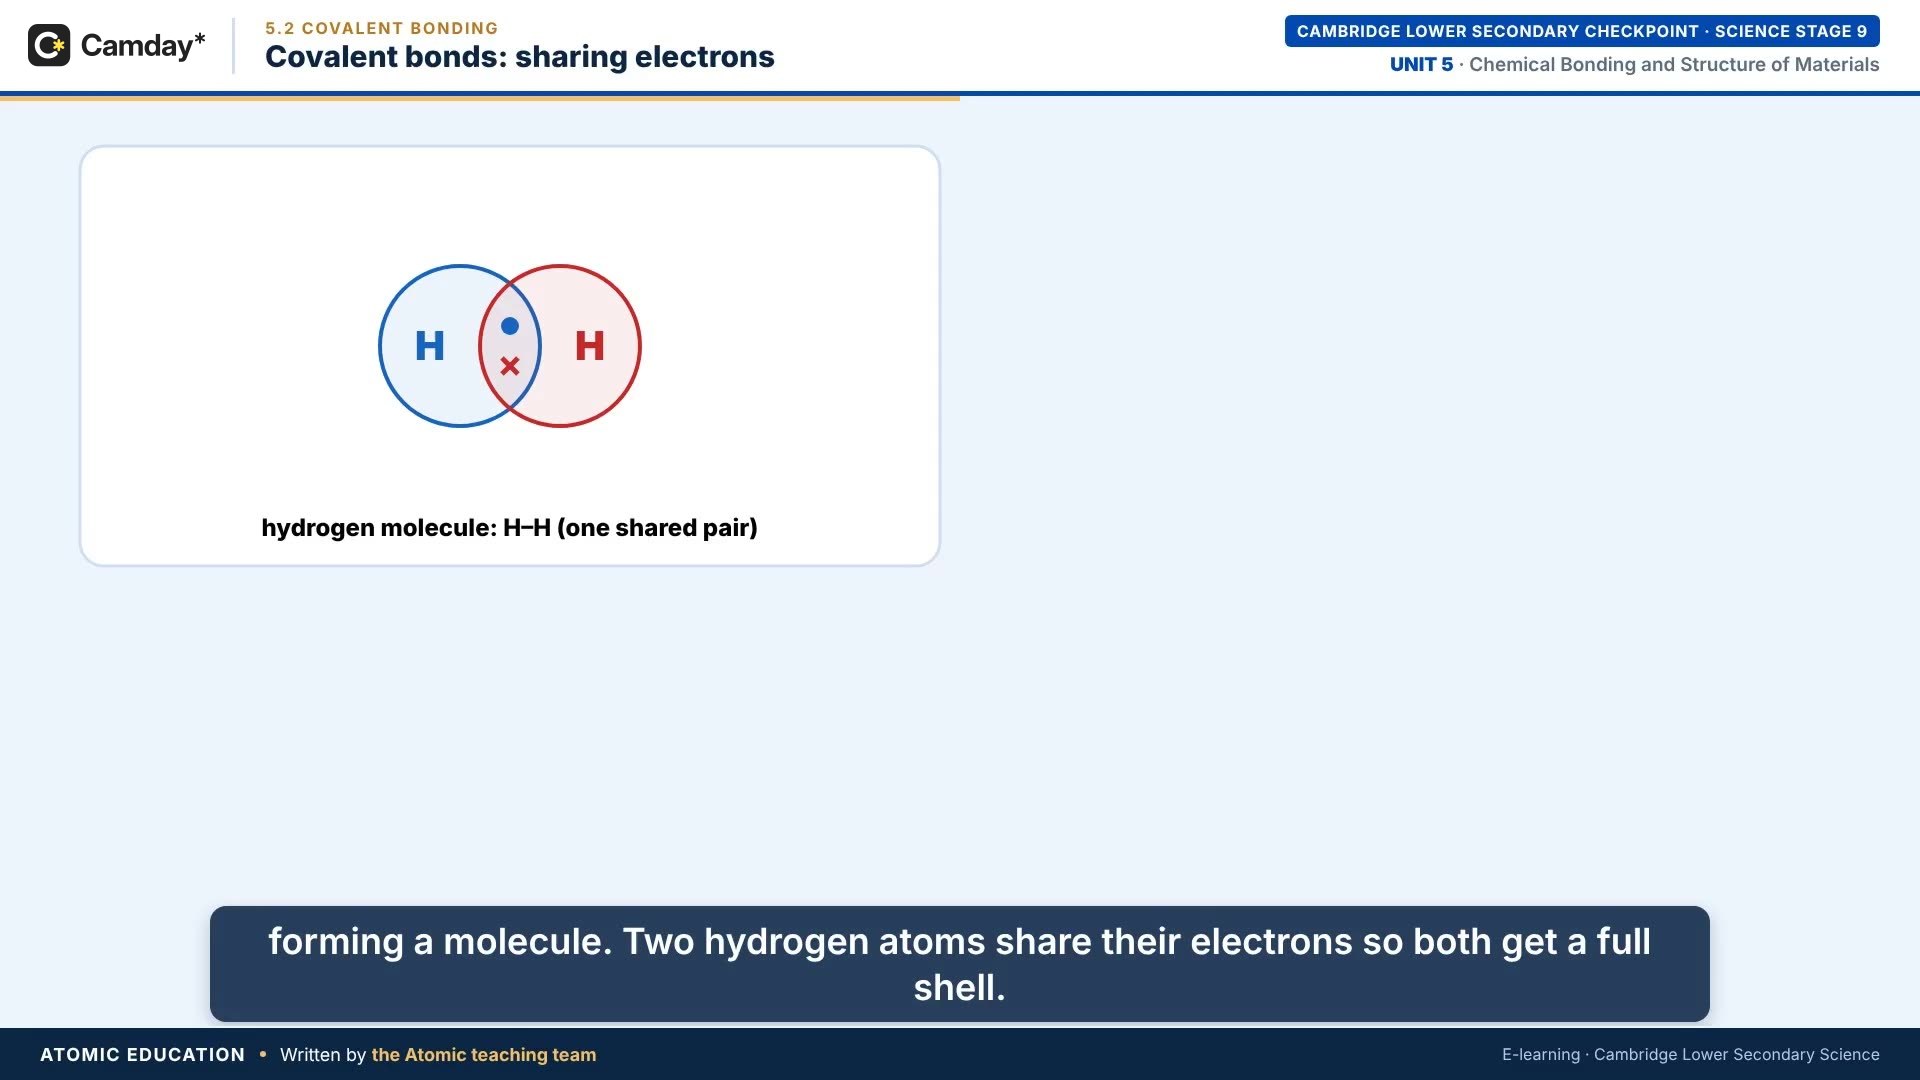 Camday*
5.2 COVALENT BONDING
Covalent bonds: sharing electrons
CAMBRIDGE LOWER SECONDARY CHECKPOINT · SCIENCE STAGE 9
UNIT 5 · Chemical Bonding and Structure of Materials
H
H
hydrogen molecule: H–H (one shared pair)
forming a molecule. Two hydrogen atoms share their electrons so both get a full
shell.
ATOMIC EDUCATION • Written by the Atomic teaching team
E-learning · Cambridge Lower Secondary Science